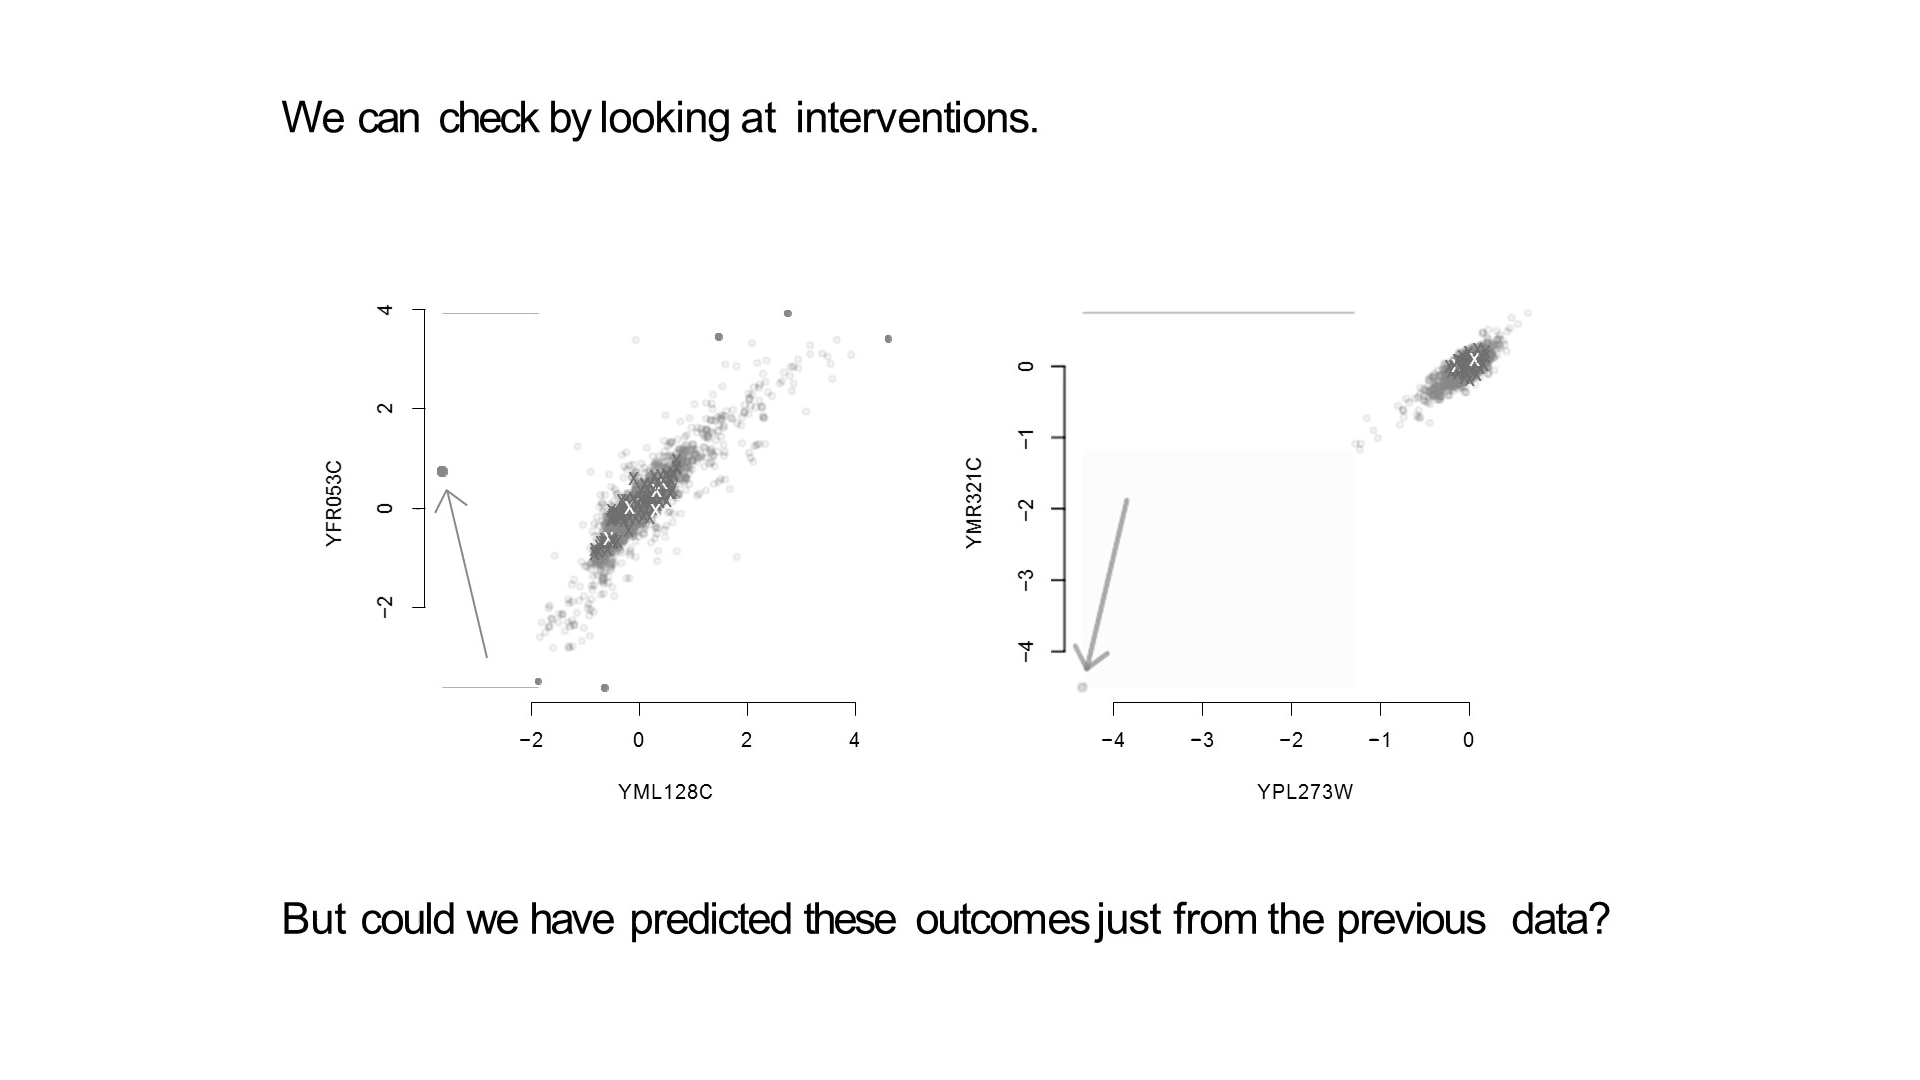 We can check by looking at interventions.
4
2
0
−2
YFR053C
−2 0 2 4
YML128C
0
−1
−2
−3
−4
YMR321C
X
−4 −3 −2 −1 0
YPL273W
But could we have predicted these outcomes just from the previous data?